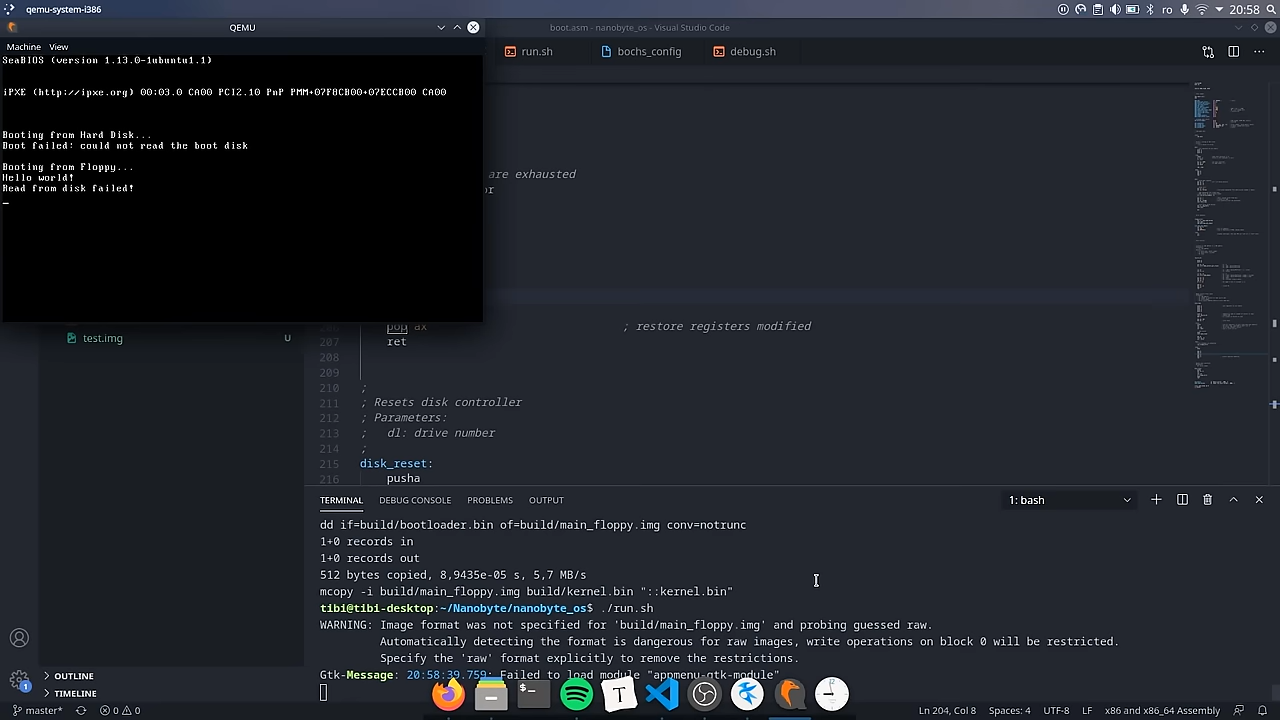 qemu-system-i386
ro
20:58
QEMU
boot.asm - nanobyte_os - Visual Studio Code
Machine View
run.sh
bochs_config
debug.sh
SeaBIOS (version 1.13.0-1ubuntu1.1)
iPXE (http://ipxe.org) 00:03.0 CA00 PCI2.10 PnP PMM+07F8CB00+07ECCB00 CA00
Booting from Hard Disk...
Boot failed: could not read the boot disk
Booting from Floppy...
Hello world!
Read from disk failed!
are exhausted
or
test.img U
pop ax ; restore registers modified
207 ret
208
209
210 ;
211 ; Resets disk controller
212 ; Parameters:
213 ; dl: drive number
214 ;
215 disk_reset:
216 pusha
TERMINAL DEBUG CONSOLE PROBLEMS OUTPUT
1: bash
dd if=build/bootloader.bin of=build/main_floppy.img conv=notrunc
1+0 records in
1+0 records out
512 bytes copied, 8,9435e-05 s, 5,7 MB/s
mcopy -i build/main_floppy.img build/kernel.bin "::kernel.bin"
tibi@tibi-desktop:~/Nanobyte/nanobyte_os$ ./run.sh
WARNING: Image format was not specified for 'build/main_floppy.img' and probing guessed raw.
Automatically detecting the format is dangerous for raw images, write operations on block 0 will be restricted.
Specify the 'raw' format explicitly to remove the restrictions.
Gtk-Message: 20:58:39.759: Failed to load module "appmenu-gtk-module"
OUTLINE
TIMELINE
1
master* 0 0
Ln 204, Col 8 Spaces: 4 UTF-8 LF x86 and x86_64 Assembly